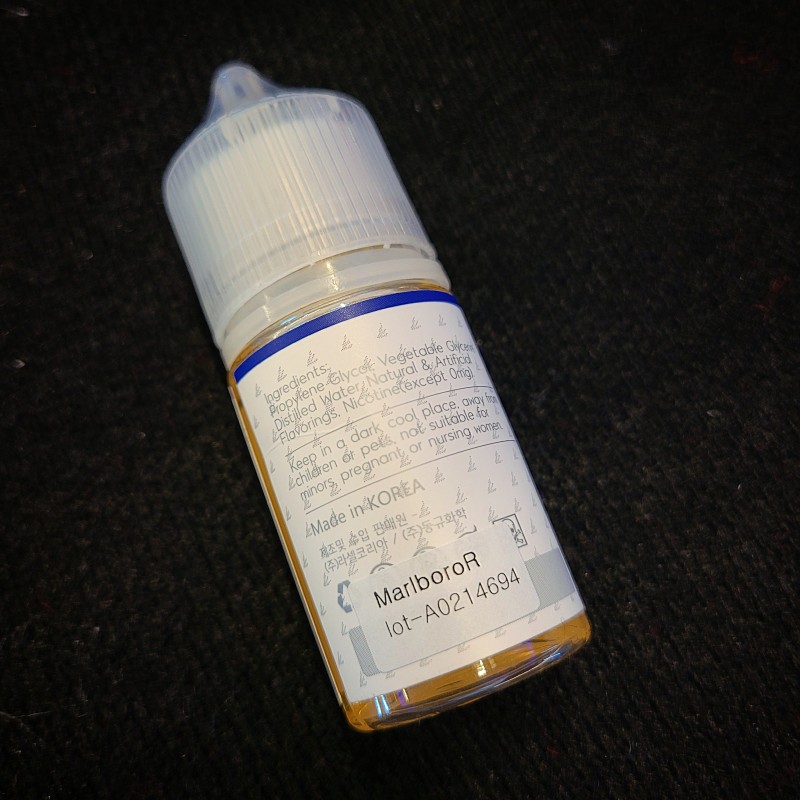 Ingredients:
Propylene Glycol, Vegetable Glycerin,
Distilled Water, Natural & Artificial
Flavorings, Nicotine(except 0mg)
Keep in a dark, cool place, away from
children or pets, not suitable for
minors, pregnant or nursing women.
Made in KOREA
제조및 수입 판매원
(주)라셀코리아 / (주)동규화학
MarlboroR
lot-A0214694